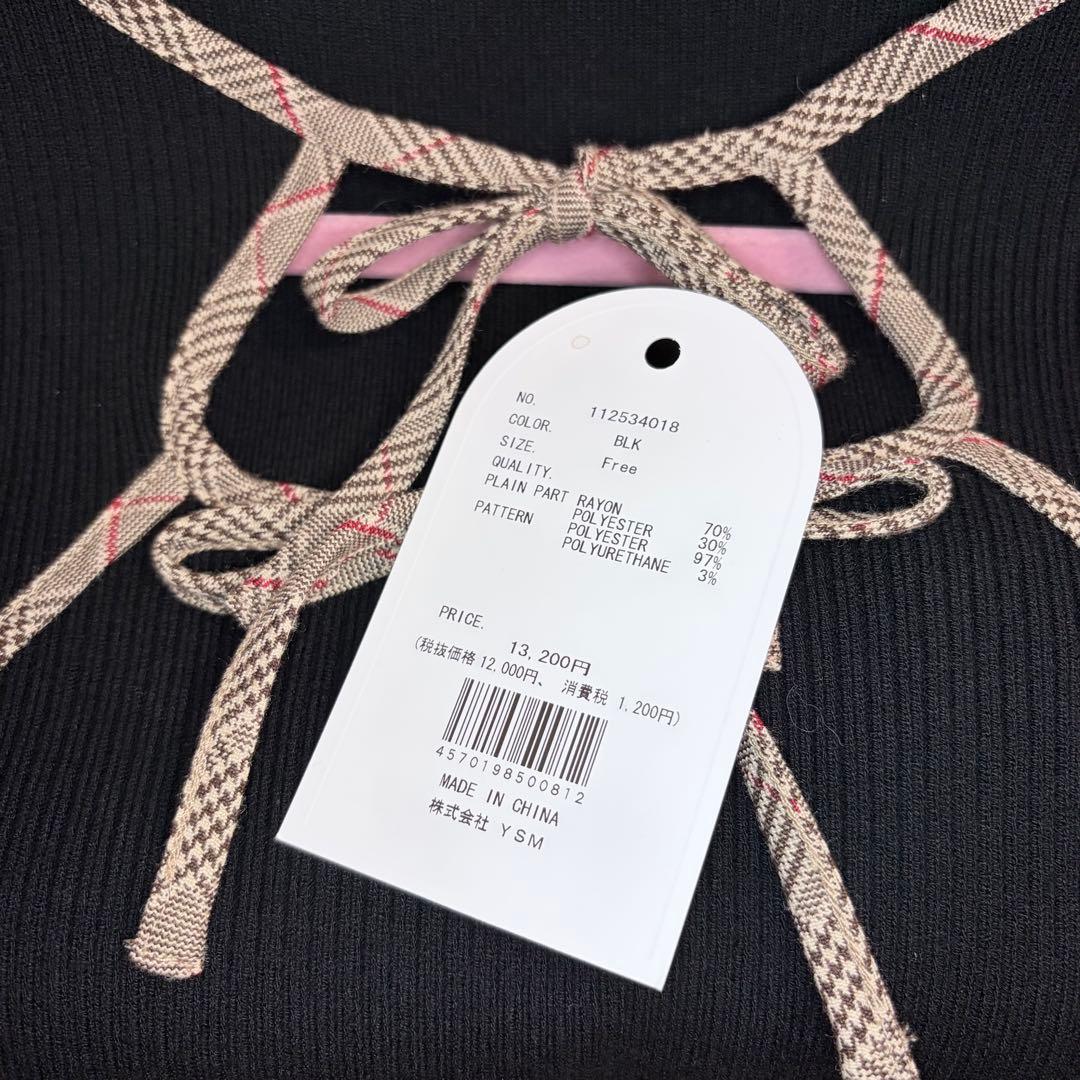 NO. 112534018
COLOR. BLK
SIZE. Free
QUALITY.
PLAIN PART RAYON 70%
POLYESTER 30%
PATTERN POLYESTER 97%
POLYURETHANE 3%
PRICE. 13,200円
(税抜価格 12,000円、 消費税 1,200円)
4570198500812
MADE IN CHINA
株式会社 YSM